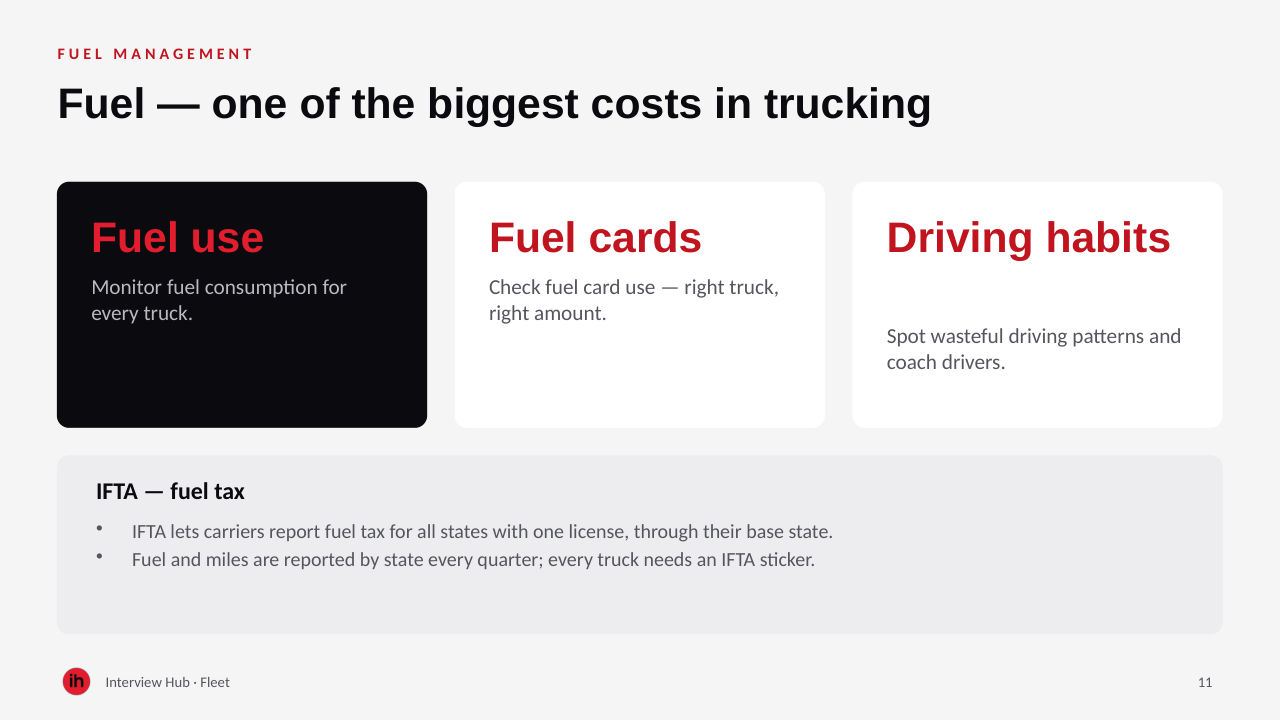 FUEL MANAGEMENT
Fuel — one of the biggest costs in trucking
Fuel use
Monitor fuel consumption for
every truck.
Fuel cards
Check fuel card use — right truck,
right amount.
Driving habits
Spot wasteful driving patterns and
coach drivers.
IFTA — fuel tax
• IFTA lets carriers report fuel tax for all states with one license, through their base state.
• Fuel and miles are reported by state every quarter; every truck needs an IFTA sticker.
ih Interview Hub · Fleet
11